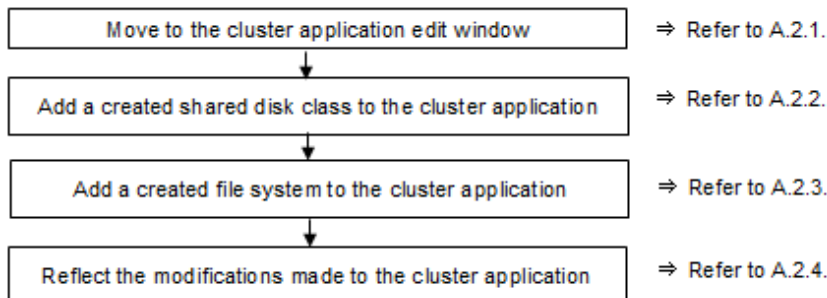 Move to the cluster application edit window ⇒ Refer to A.2.1.
Add a created shared disk class to the cluster application ⇒ Refer to A.2.2.
Add a created file system to the cluster application ⇒ Refer to A.2.3.
Reflect the modifications made to the cluster application ⇒ Refer to A.2.4.